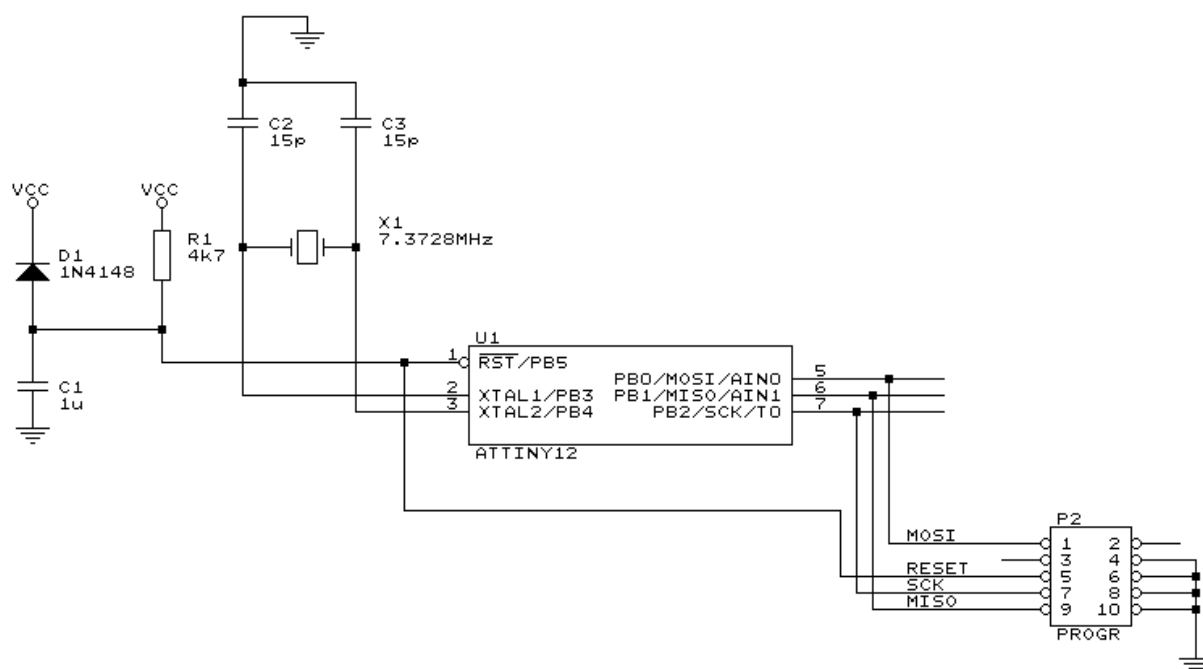 C2
15p
C3
15p
VCC
VCC
X1
7.3728MHz
R1
4k7
D1
1N4148
C1
1u
U1
1
RST/PB5
2
XTAL1/PB3
3
XTAL2/PB4
PB0/MOSI/AIN0
5
PB1/MISO/AIN1
6
PB2/SCK/T0
7
ATTINY12
P2
MOSI
1
2
3
4
RESET
5
6
SCK
7
8
MISO
9
10
PROGR